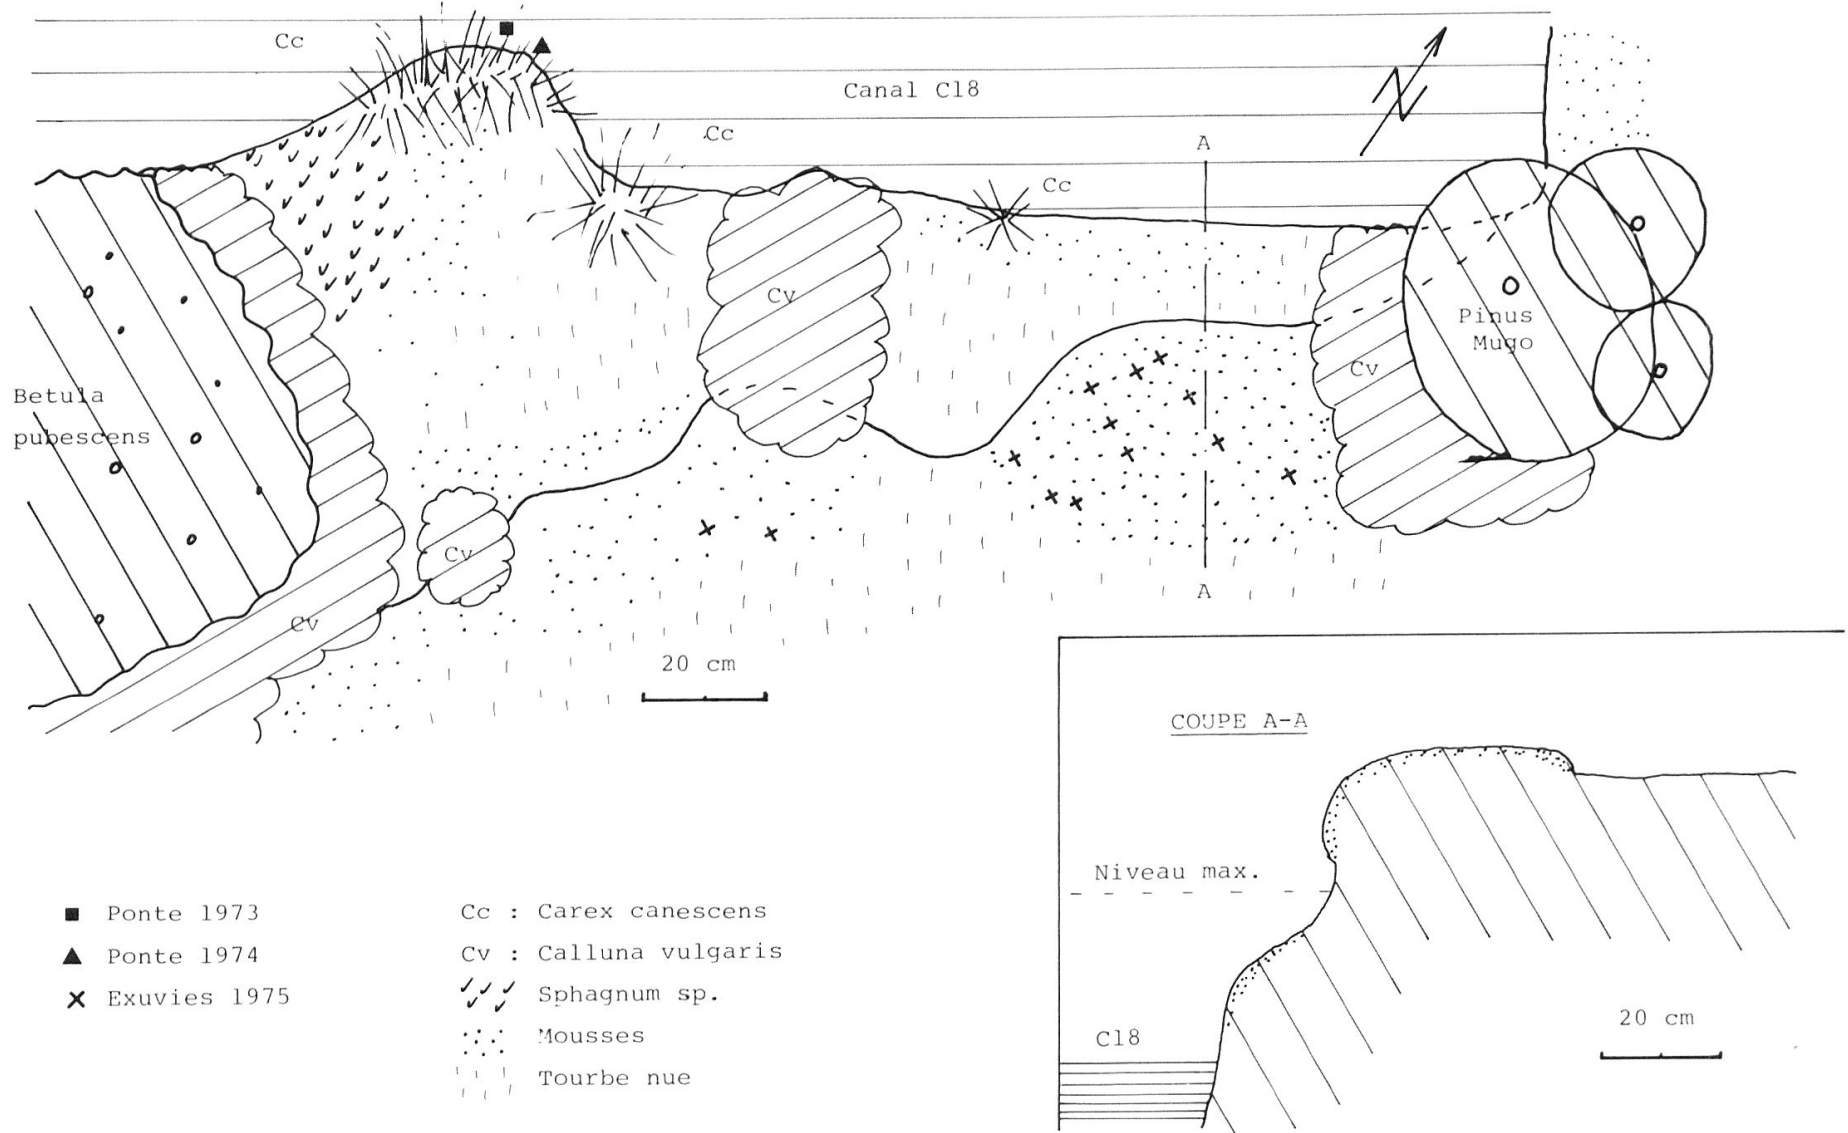 Cc
Canal C18
Cc
A
Cc
N
Cv
Pinus
Mugo
Cv
Betula
pubescens
Cv
A
Cv
20 cm
COUPE A-A
Niveau max.
C18
20 cm
■ Ponte 1973
▲ Ponte 1974
× Exuvies 1975
Cc : Carex canescens
Cv : Calluna vulgaris
Sphagnum sp.
Mousses
Tourbe nue